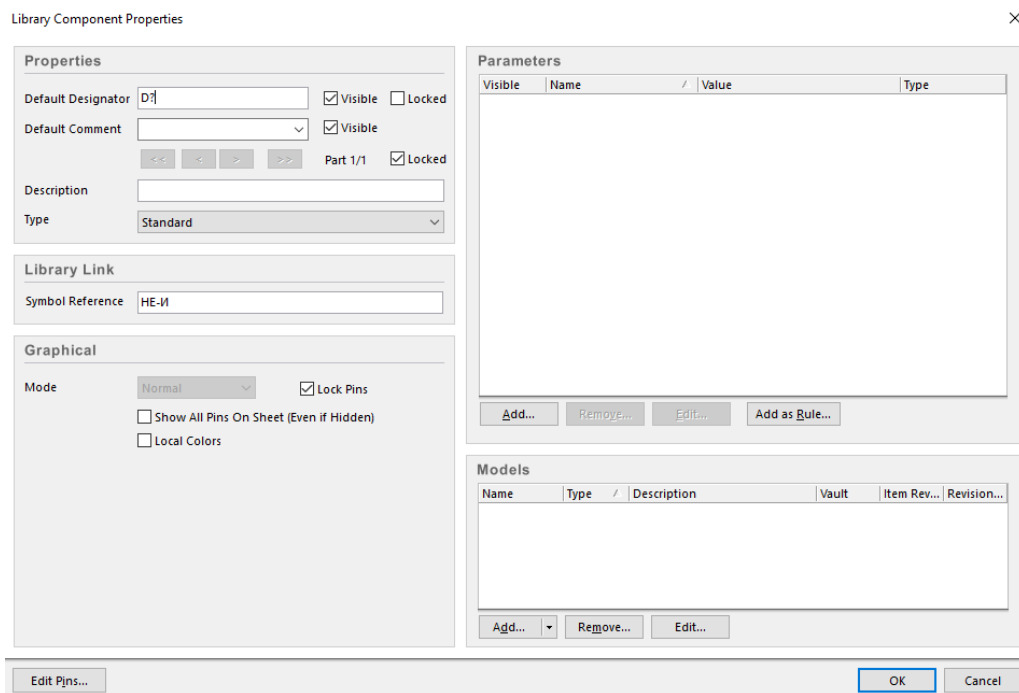 Library Component Properties
Properties
Default Designator D? Visible Locked
Default Comment Visible
<< < > >> Part 1/1 Locked
Description
Type Standard
Library Link
Symbol Reference НЕ-И
Graphical
Mode Normal Lock Pins
Show All Pins On Sheet (Even if Hidden)
Local Colors
Parameters
Visible Name Value Type
Add... Remove... Edit... Add as Rule...
Models
Name Type Description Vault Item Rev... Revision...
Add... Remove... Edit...
Edit Pins... OK Cancel